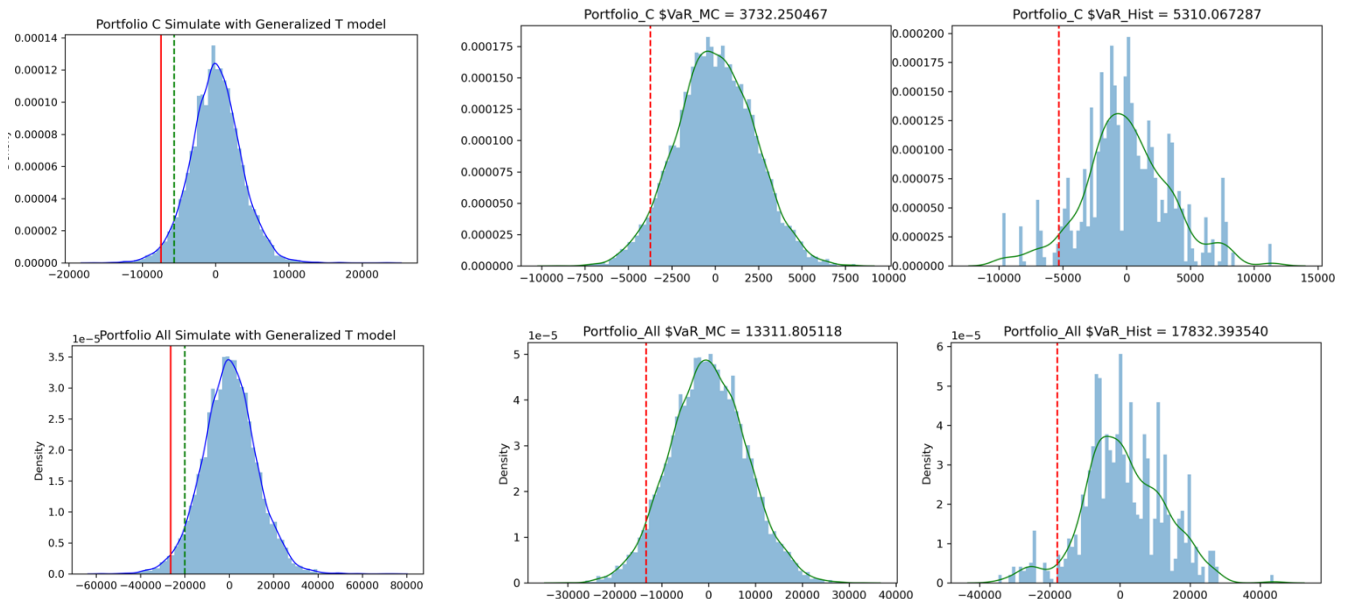 Portfolio C Simulate with Generalized T model
0.00014
0.00012
0.00010
0.00008
0.00006
0.00004
0.00002
0.00000
−20000 −10000 0 10000 20000
Portfolio_C $VaR_MC = 3732.250467
0.000175
0.000150
0.000125
0.000100
0.000075
0.000050
0.000025
0.000000
−10000 −7500 −5000 −2500 0 2500 5000 7500 10000
Portfolio_C $VaR_Hist = 5310.067287
0.000200
0.000175
0.000150
0.000125
0.000100
0.000075
0.000050
0.000025
0.000000
−10000 −5000 0 5000 10000 15000
Portfolio All Simulate with Generalized T model
1e−5
3.5
3.0
2.5
2.0
1.5
1.0
0.5
0.0
Density
−60000 −40000 −20000 0 20000 40000 60000 80000
Portfolio_All $VaR_MC = 13311.805118
1e−5
5
4
3
2
1
0
Density
−30000 −20000 −10000 0 10000 20000 30000 40000
Portfolio_All $VaR_Hist = 17832.393540
1e−5
6
5
4
3
2
1
0
Density
−40000 −20000 0 20000 40000